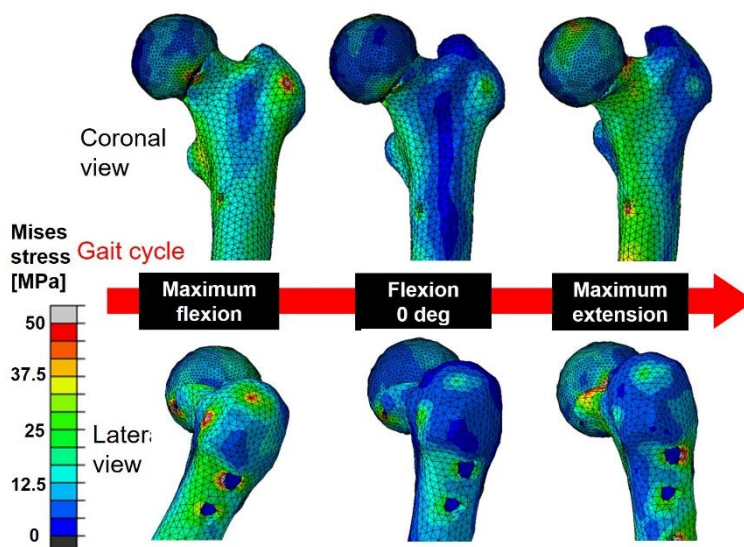 Coronal
view
Mises
stress
[MPa]
Gait cycle
Maximum
flexion
Flexion
0 deg
Maximum
extension
50
37.5
25
12.5
0
Latera
view